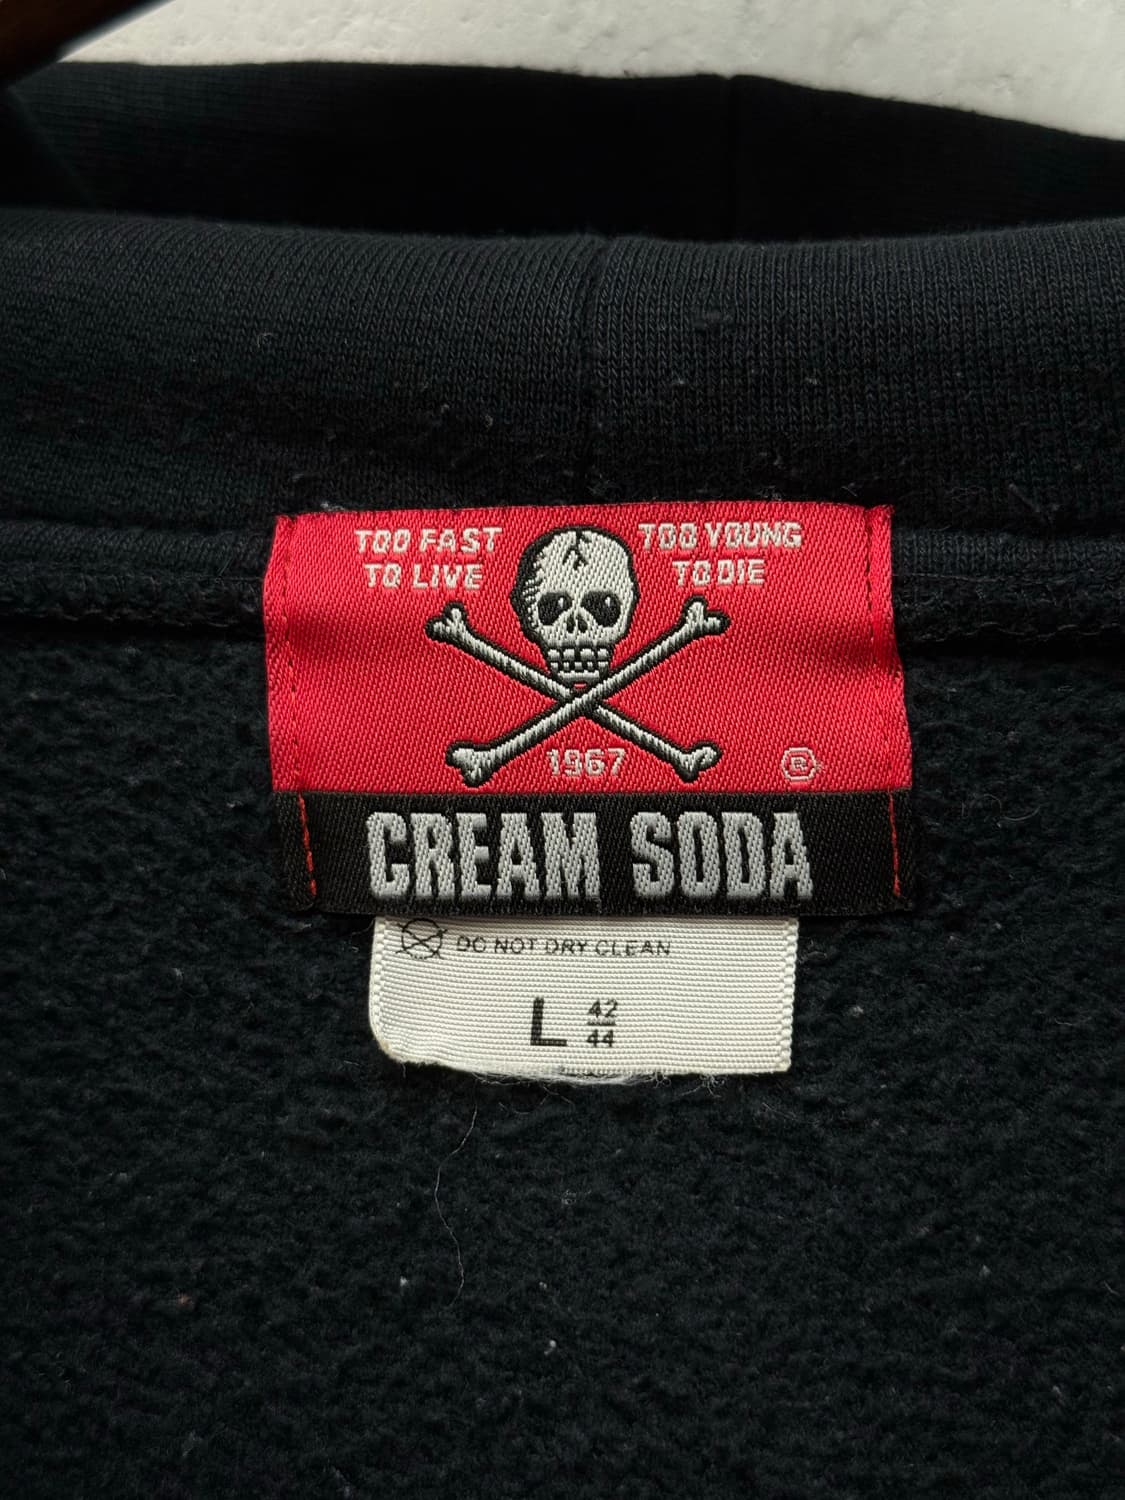 TOO FAST
TO LIVE
TOO YOUNG
TO DIE
1967
®
CREAM SODA
DO NOT DRY CLEAN
L 42
44